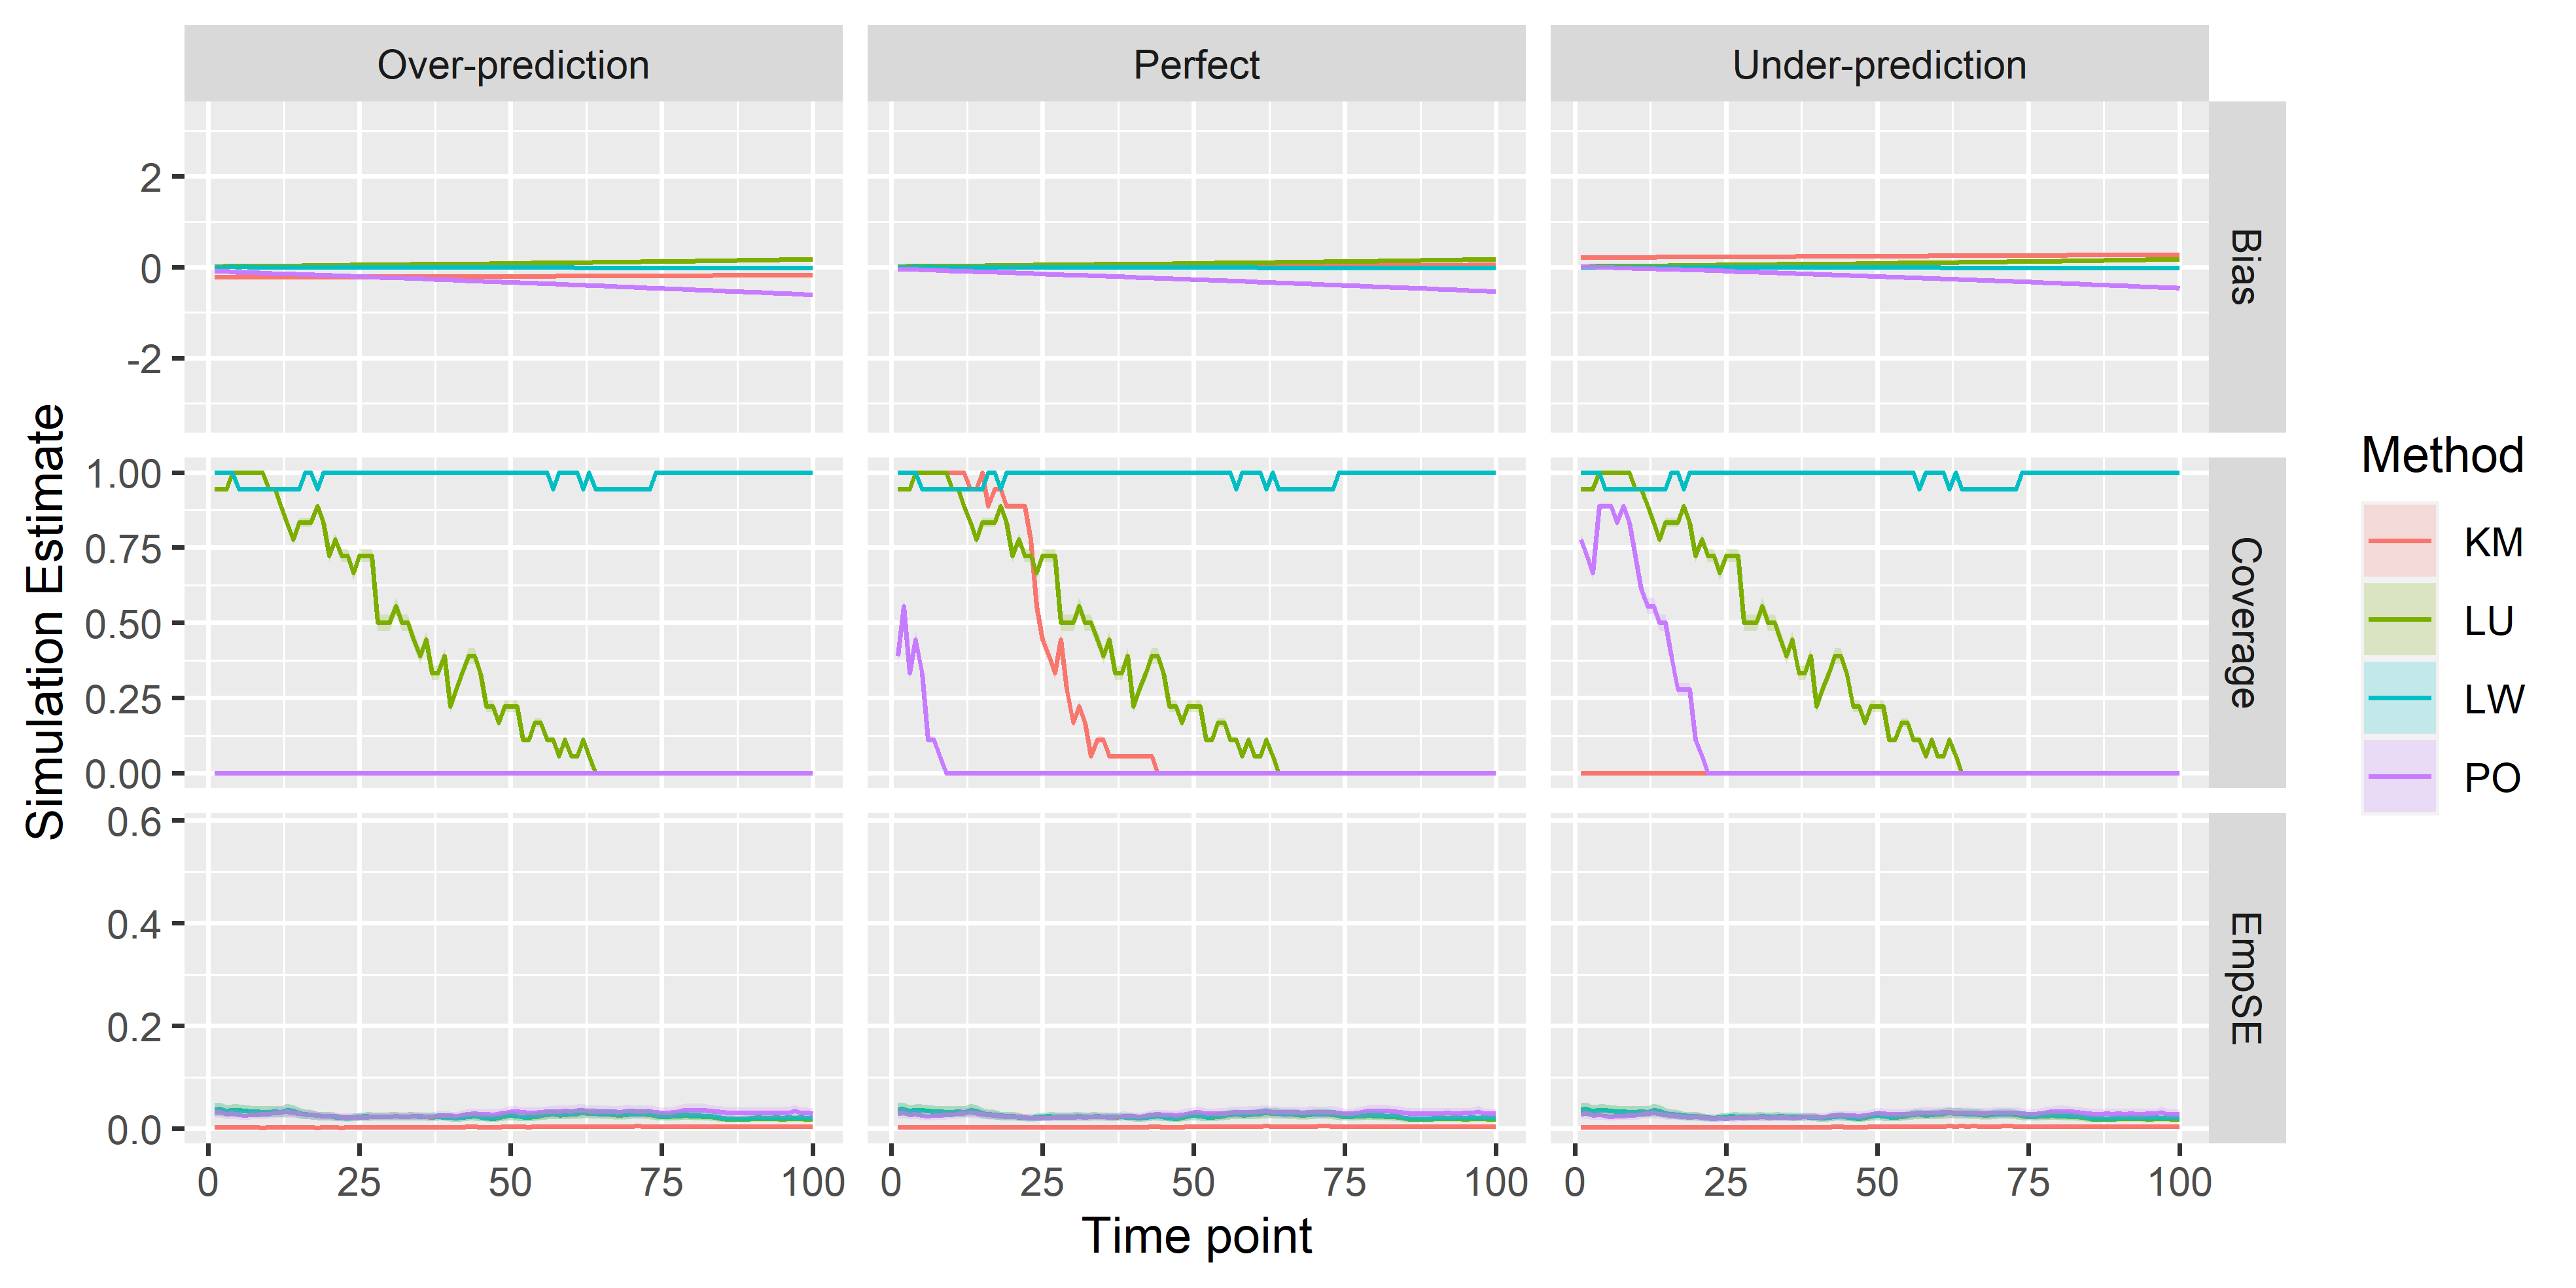 Over-prediction Perfect Under-prediction
2
0
-2
Bias
Simulation Estimate
1.00
0.75
0.50
0.25
0.00
Coverage
0.6
0.4
0.2
0.0
EmpSE
0 25 50 75 100 0 25 50 75 100 0 25 50 75 100
Time point
Method
KM
LU
LW
PO